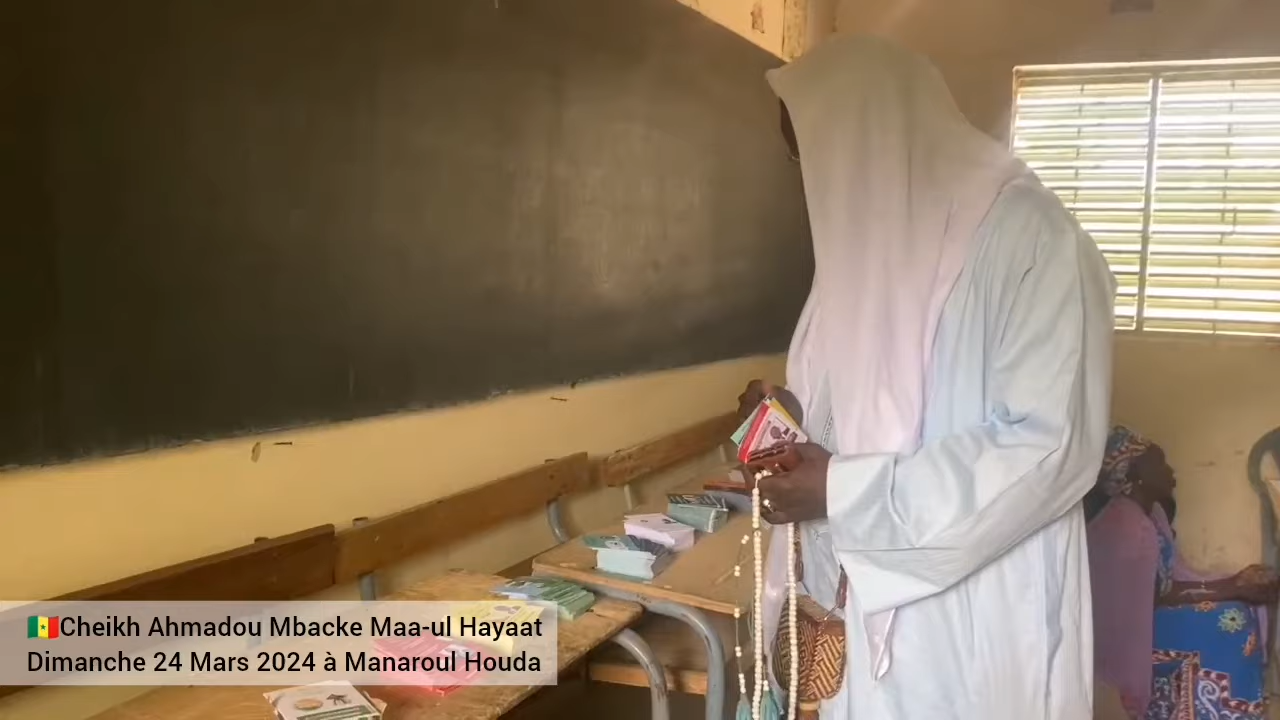 🇸🇳Cheikh Ahmadou Mbacke Maa-ul Hayaat
Dimanche 24 Mars 2024 à Manaroul Houda